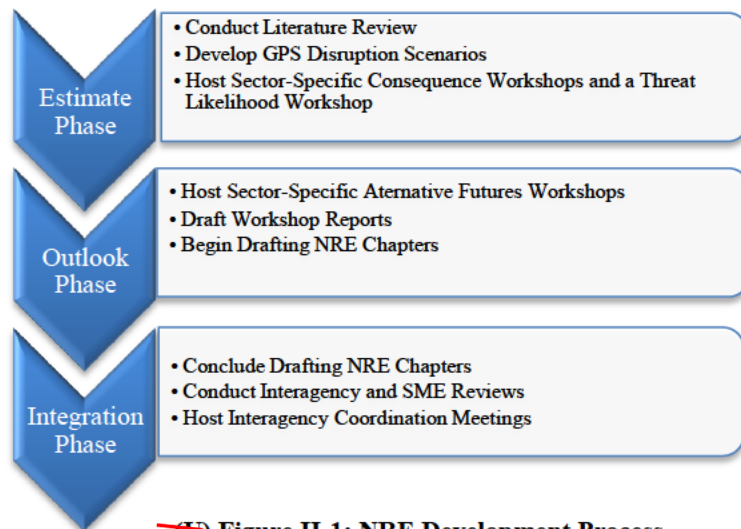 Estimate
Phase
• Conduct Literature Review
• Develop GPS Disruption Scenarios
• Host Sector-Specific Consequence Workshops and a Threat
Likelihood Workshop
Outlook
Phase
• Host Sector-Specific Aternative Futures Workshops
• Draft Workshop Reports
• Begin Drafting NRE Chapters
Integration
Phase
• Conclude Drafting NRE Chapters
• Conduct Interagency and SME Reviews
• Host Interagency Coordination Meetings
(U) Figure II-1: NRE Development Process